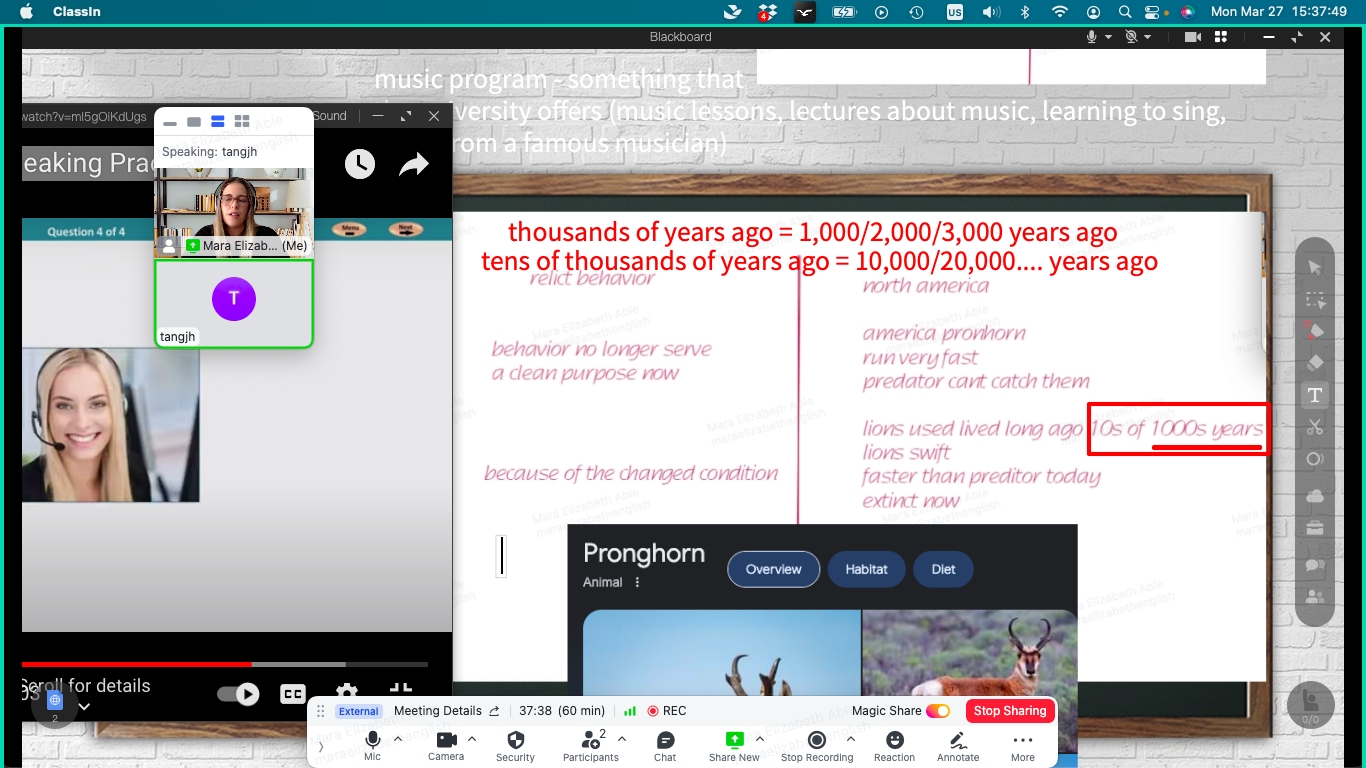 ClassIn
4
US
Mon Mar 27 15:37:49
Blackboard
music program - something that
versity offers (music lessons, lectures about music, learning to sing,
rom a famous musician)
watch?v=ml5gOiKdUgs
Sound
eaking Prac
Speaking: tangjh
Mara Elizab... (Me)
T
tangjh
Question 4 of 4
Menu
Next
thousands of years ago = 1,000/2,000/3,000 years ago
tens of thousands of years ago = 10,000/20,000.... years ago
relict behavior
behavior no longer serve
a clean purpose now
because of the changed condition
north america
america pronhorn
run very fast
predator cant catch them
lions used lived long ago 10s of 1000s years
lions swift
faster than preditor today
extinct now
Mara Elizabeth Able
maraelizabethenglish
Pronghorn
Animal
Overview
Habitat
Diet
T
0/0
Scroll for details
CC
2
External
Meeting Details
37:38 (60 min)
REC
Magic Share
Stop Sharing
Mic
Camera
Security
Participants
2
Chat
Share New
Stop Recording
Reaction
Annotate
More